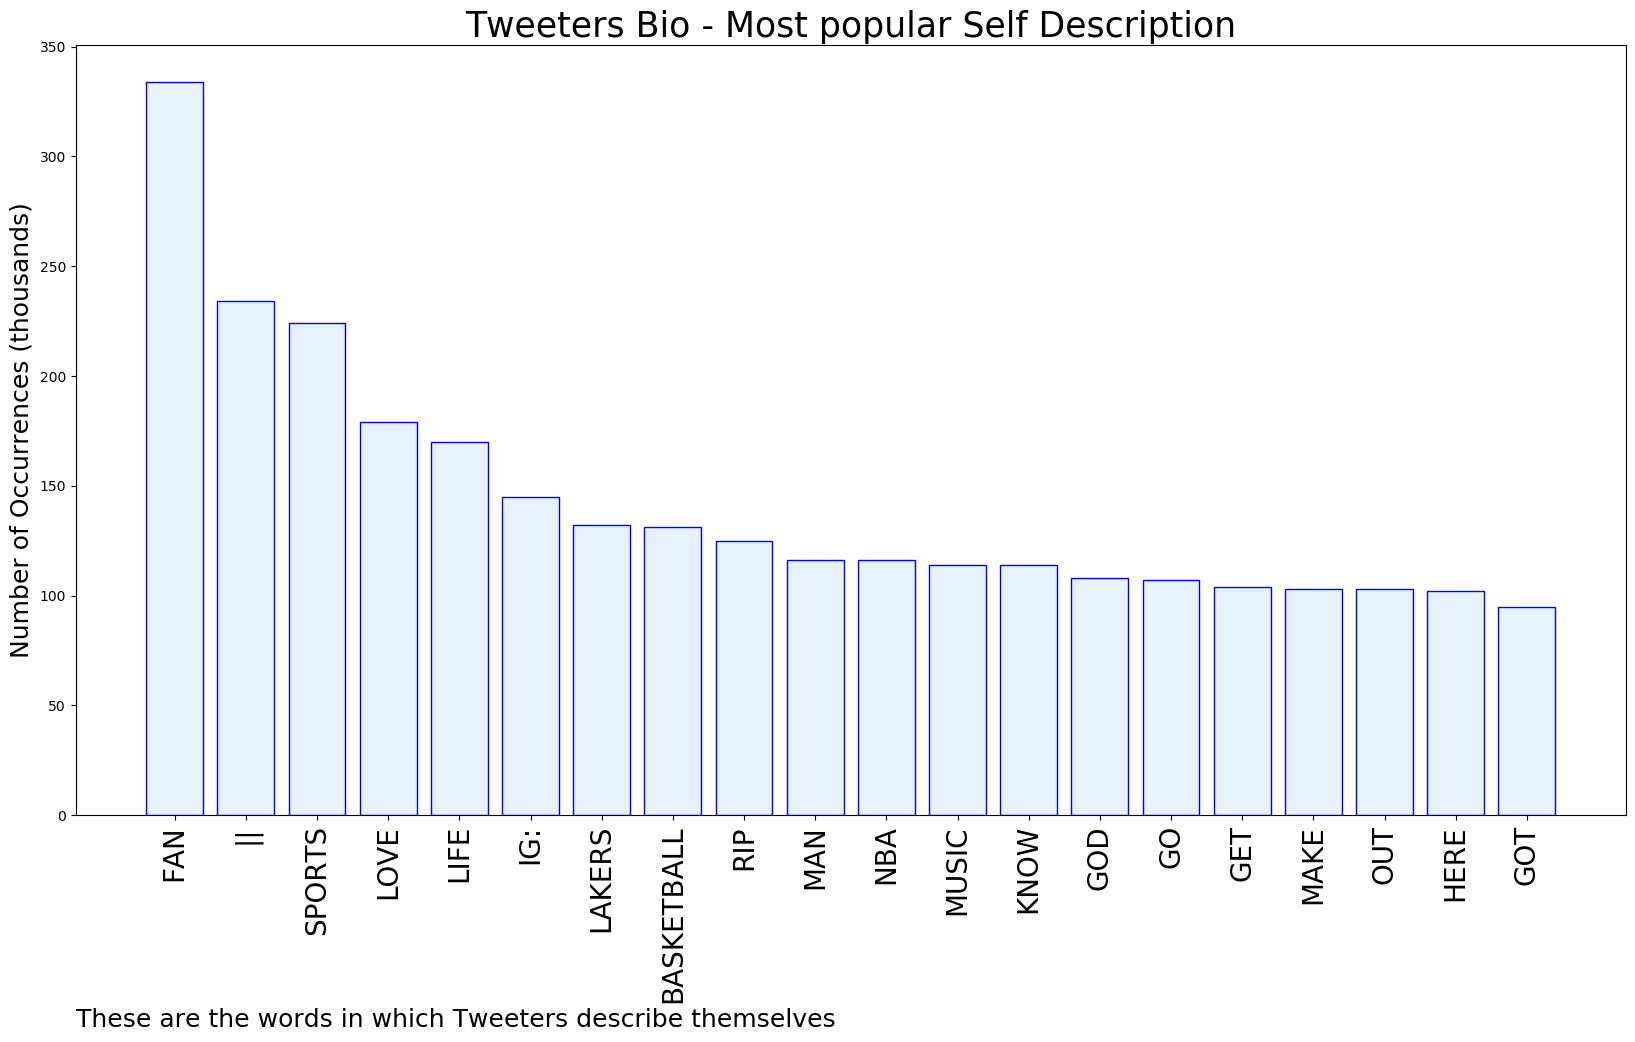 Tweeters Bio - Most popular Self Description
Number of Occurrences (thousands)
350
300
250
200
150
100
50
0
FAN
||
SPORTS
LOVE
LIFE
IG:
LAKERS
BASKETBALL
RIP
MAN
NBA
MUSIC
KNOW
GOD
GO
GET
MAKE
OUT
HERE
GOT
These are the words in which Tweeters describe themselves